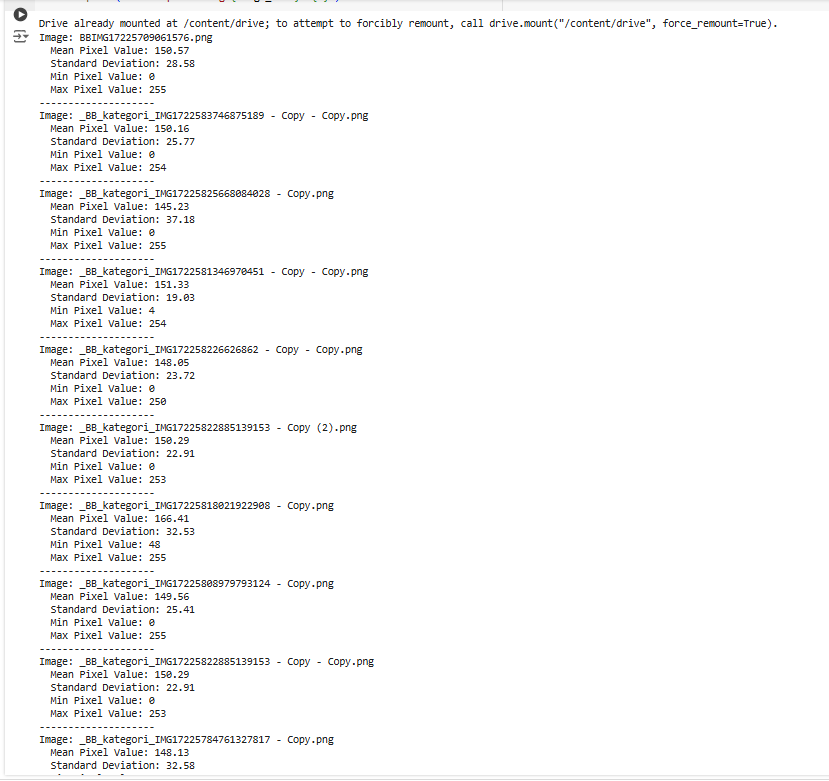 Drive already mounted at /content/drive; to attempt to forcibly remount, call drive.mount("/content/drive", force_remount=True).
Image: BBIMG17225709061576.png
Mean Pixel Value: 150.57
Standard Deviation: 28.58
Min Pixel Value: 0
Max Pixel Value: 255
--------------------
Image: _BB_kategori_IMG1722583746875189 - Copy - Copy.png
Mean Pixel Value: 150.16
Standard Deviation: 25.77
Min Pixel Value: 0
Max Pixel Value: 254
--------------------
Image: _BB_kategori_IMG17225825668084028 - Copy.png
Mean Pixel Value: 145.23
Standard Deviation: 37.18
Min Pixel Value: 0
Max Pixel Value: 255
--------------------
Image: _BB_kategori_IMG1722581346970451 - Copy - Copy.png
Mean Pixel Value: 151.33
Standard Deviation: 19.03
Min Pixel Value: 4
Max Pixel Value: 254
--------------------
Image: _BB_kategori_IMG172258226626862 - Copy - Copy.png
Mean Pixel Value: 148.05
Standard Deviation: 23.72
Min Pixel Value: 0
Max Pixel Value: 250
--------------------
Image: _BB_kategori_IMG17225822885139153 - Copy (2).png
Mean Pixel Value: 150.29
Standard Deviation: 22.91
Min Pixel Value: 0
Max Pixel Value: 253
--------------------
Image: _BB_kategori_IMG17225818021922908 - Copy.png
Mean Pixel Value: 166.41
Standard Deviation: 32.53
Min Pixel Value: 48
Max Pixel Value: 255
--------------------
Image: _BB_kategori_IMG17225808979793124 - Copy.png
Mean Pixel Value: 149.56
Standard Deviation: 25.41
Min Pixel Value: 0
Max Pixel Value: 255
--------------------
Image: _BB_kategori_IMG17225822885139153 - Copy - Copy.png
Mean Pixel Value: 150.29
Standard Deviation: 22.91
Min Pixel Value: 0
Max Pixel Value: 253
--------------------
Image: _BB_kategori_IMG17225784761327817 - Copy.png
Mean Pixel Value: 148.13
Standard Deviation: 32.58